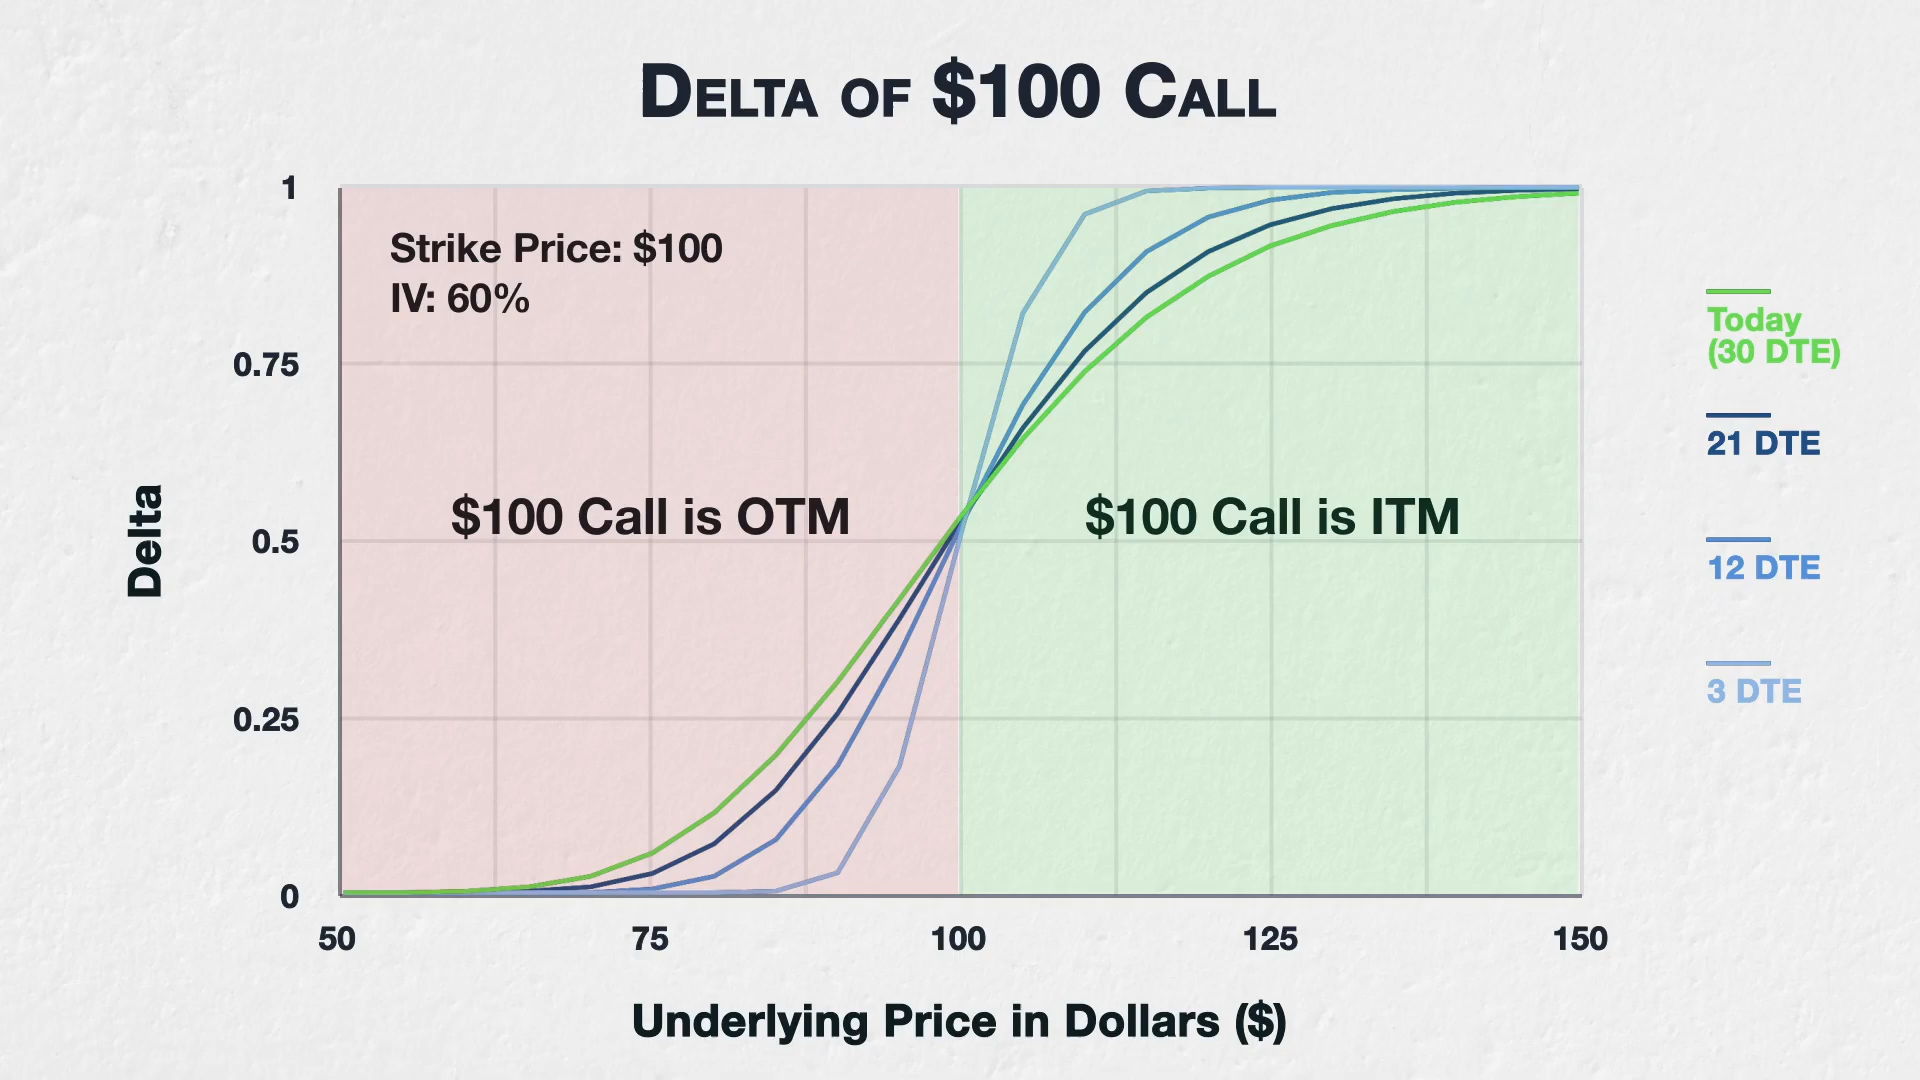 Delta of $100 Call
1
0.75
0.5
0.25
0
Delta
Strike Price: $100
IV: 60%
$100 Call is OTM
$100 Call is ITM
50
75
100
125
150
Underlying Price in Dollars ($)
Today
(30 DTE)
21 DTE
12 DTE
3 DTE